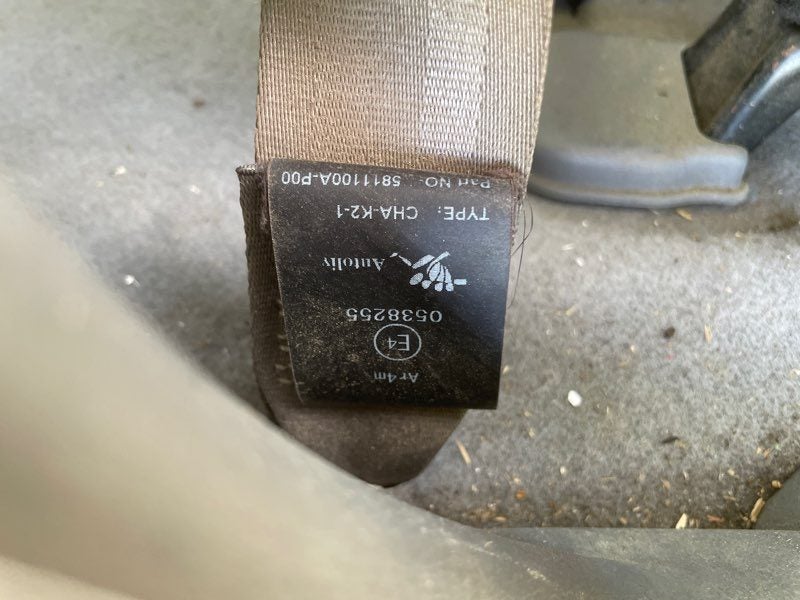 Ar4m
E4
0538255
Autoliv
TYPE: CHA-K2-1
Part NO: 5811100A-P00